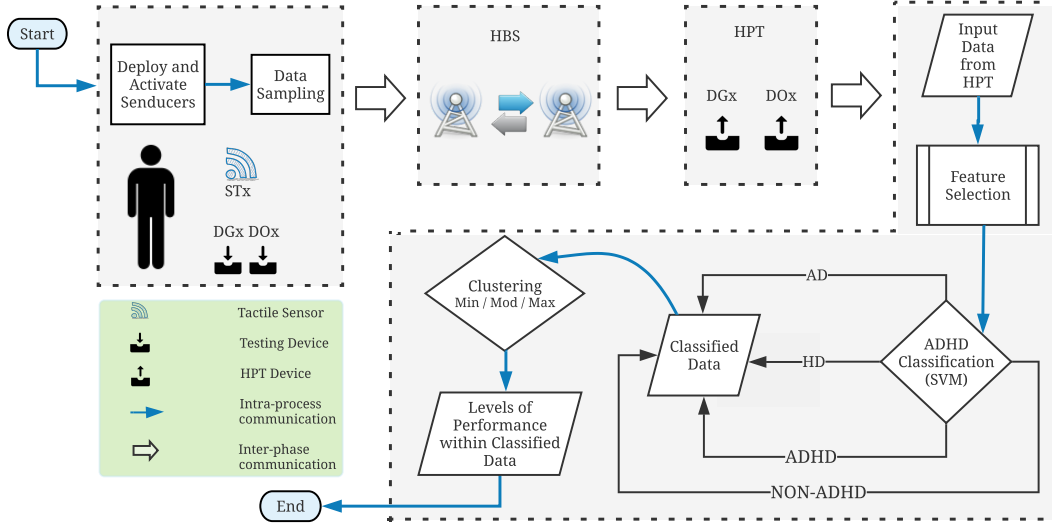 Start
Deploy and
Activate
Senducers
Data
Sampling
STx
DGx DOx
HBS
HPT
DGx DOx
Input
Data
from
HPT
Feature
Selection
ADHD
Classification
(SVM)
AD
HD
ADHD
NON-ADHD
Classified
Data
Clustering
Min / Mod / Max
Levels of
Performance
within Classified
Data
End
Tactile Sensor
Testing Device
HPT Device
Intra-process
communication
Inter-phase
communication